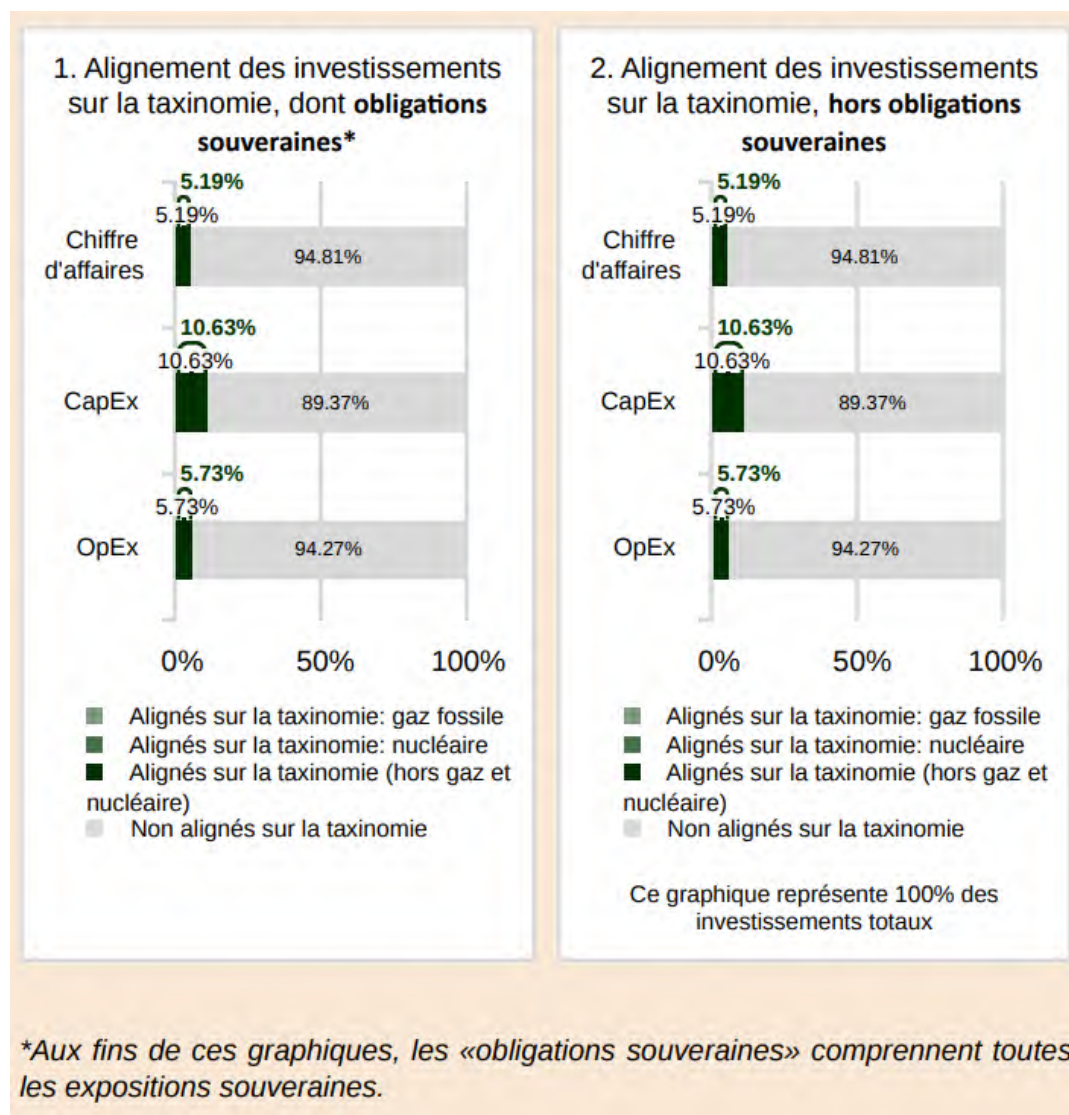 1. Alignement des investissements
sur la taxinomie, dont obligations
souveraines*
5.19%
5.19%
Chiffre
d'affaires
94.81%
10.63%
10.63%
CapEx
89.37%
5.73%
5.73%
OpEx
94.27%
0% 50% 100%
Alignés sur la taxinomie: gaz fossile
Alignés sur la taxinomie: nucléaire
Alignés sur la taxinomie (hors gaz et
nucléaire)
Non alignés sur la taxinomie
2. Alignement des investissements
sur la taxinomie, hors obligations
souveraines
5.19%
5.19%
Chiffre
d'affaires
94.81%
10.63%
10.63%
CapEx
89.37%
5.73%
5.73%
OpEx
94.27%
0% 50% 100%
Alignés sur la taxinomie: gaz fossile
Alignés sur la taxinomie: nucléaire
Alignés sur la taxinomie (hors gaz et
nucléaire)
Non alignés sur la taxinomie
Ce graphique représente 100% des
investissements totaux
*Aux fins de ces graphiques, les «obligations souveraines» comprennent toutes
les expositions souveraines.